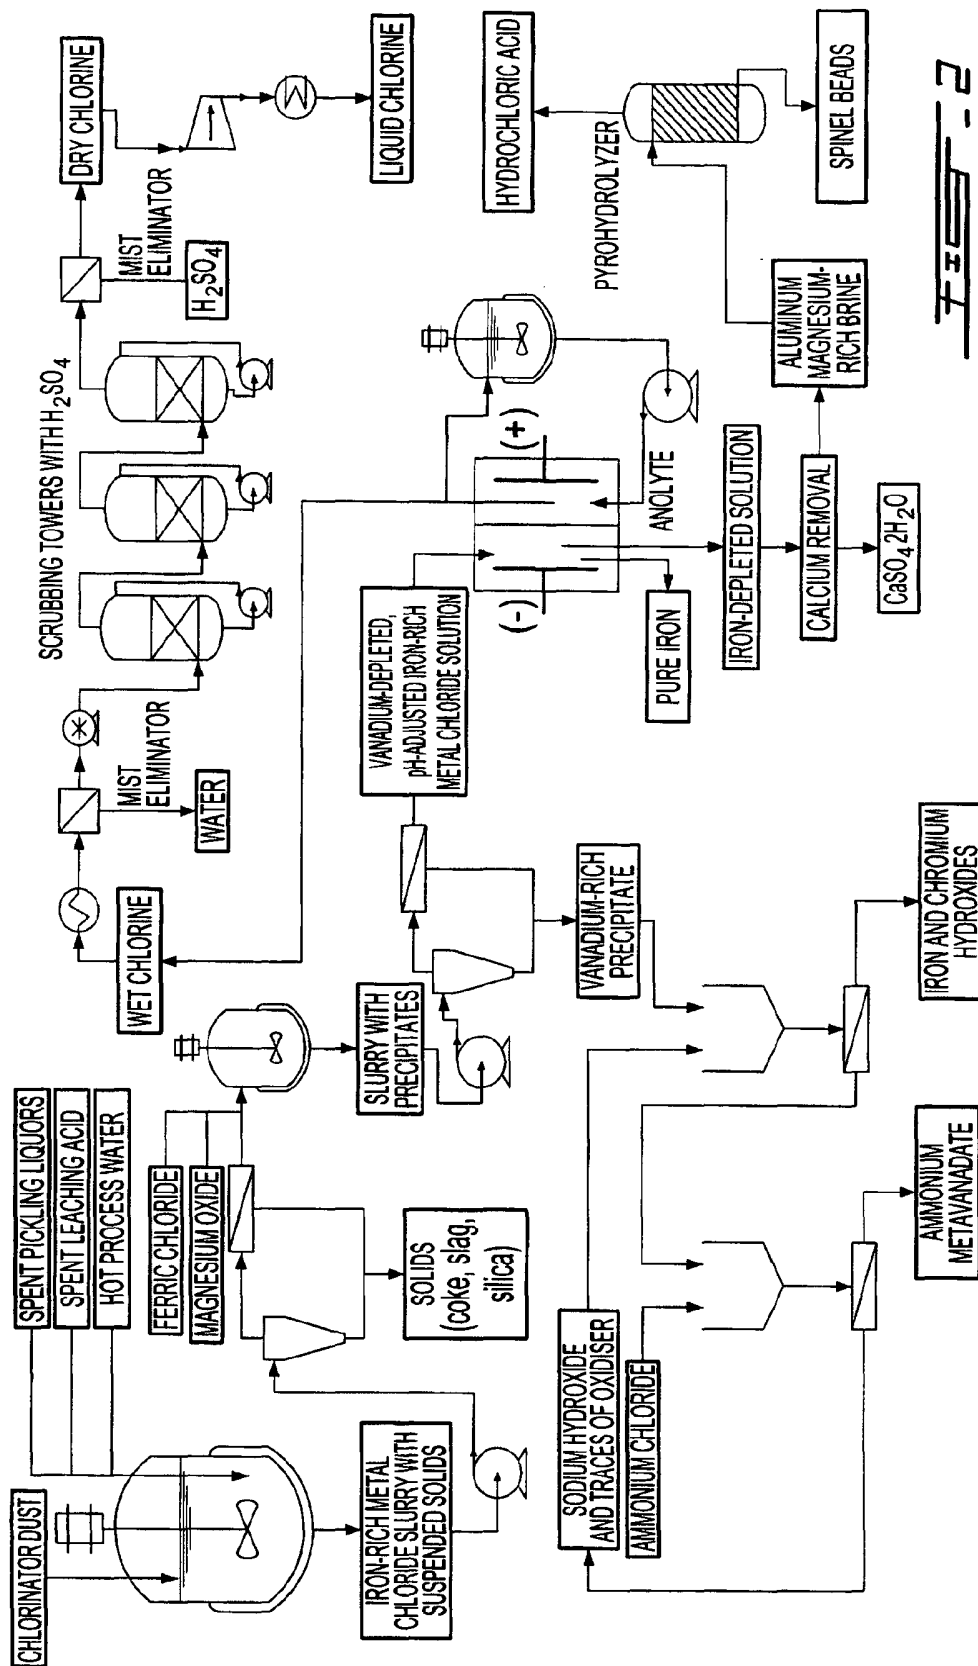 CHLORINATOR DUST
SPENT PICKLING LIQUORS
SPENT LEACHING ACID
HOT PROCESS WATER
IRON-RICH METAL
CHLORIDE SLURRY WITH
SUSPENDED SOLIDS
FERRIC CHLORIDE
MAGNESIUM OXIDE
SOLIDS
(coke, slag,
silica)
SLURRY WITH
PRECIPITATES
WET CHLORINE
MIST
ELIMINATOR
WATER
SCRUBBING TOWERS WITH H2SO4
MIST
ELIMINATOR
H2SO4
DRY CHLORINE
LIQUID CHLORINE
VANADIUM-DEPLETED,
pH-ADJUSTED IRON-RICH
METAL CHLORIDE SOLUTION
(-)
(+)
ANOLYTE
PURE IRON
IRON-DEPLETED SOLUTION
CALCIUM REMOVAL
CaSO4 2H2O
ALUMINUM
MAGNESIUM-
RICH BRINE
PYROHYDROLYZER
HYDROCHLORIC ACID
SPINEL BEADS
VANADIUM-RICH
PRECIPITATE
SODIUM HYDROXIDE
AND TRACES OF OXIDISER
AMMONIUM CHLORIDE
IRON AND CHROMIUM
HYDROXIDES
AMMONIUM
METAVANADATE
FIG - 2